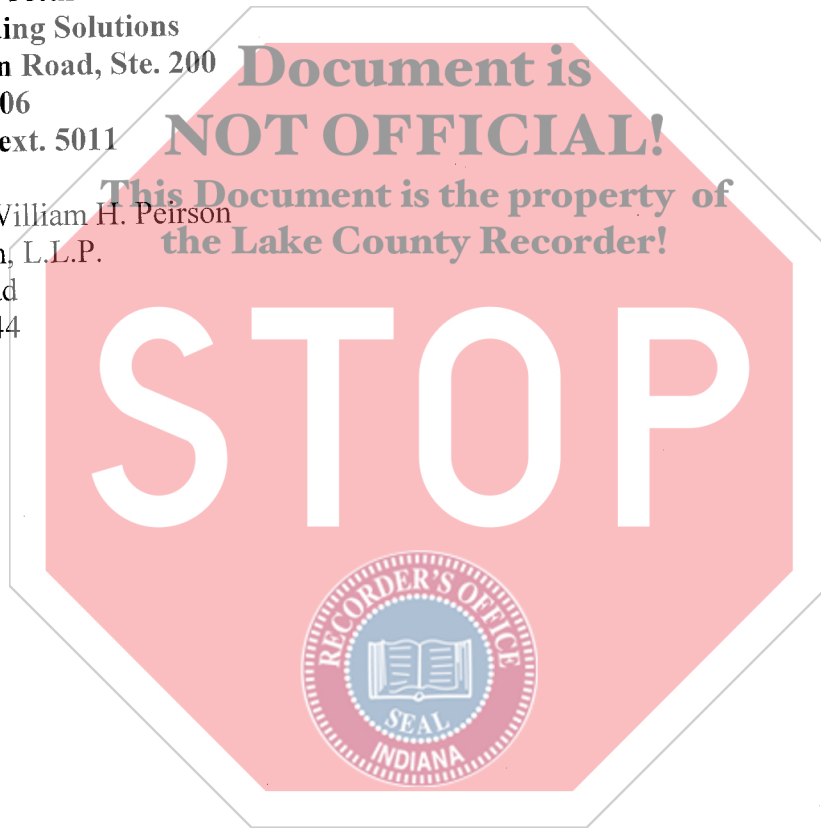 ing Solutions
n Road, Ste. 200
Document is
06
NOT OFFICIAL!
ext. 5011
This Document is the property of
William H. Peirson
the Lake County Recorder!
, L.L.P.
d
44
STOP
RECORDER'S OFFICE
SEAL
INDIANA